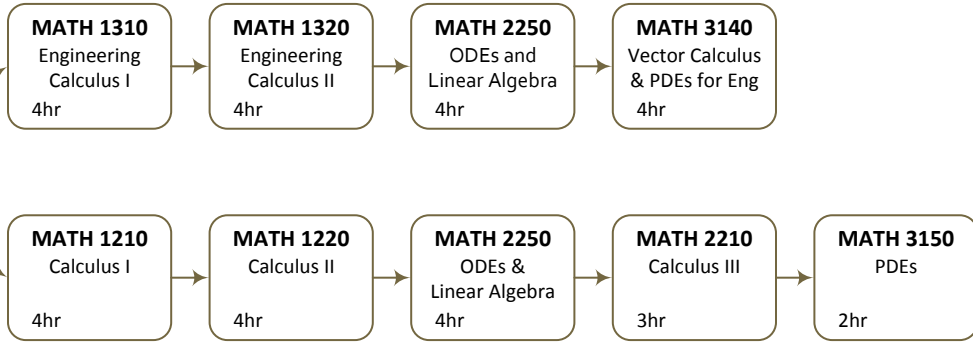 MATH 1310
Engineering
Calculus I
4hr
MATH 1320
Engineering
Calculus II
4hr
MATH 2250
ODEs and
Linear Algebra
4hr
MATH 3140
Vector Calculus
& PDEs for Eng
4hr
MATH 1210
Calculus I
4hr
MATH 1220
Calculus II
4hr
MATH 2250
ODEs &
Linear Algebra
4hr
MATH 2210
Calculus III
3hr
MATH 3150
PDEs
2hr